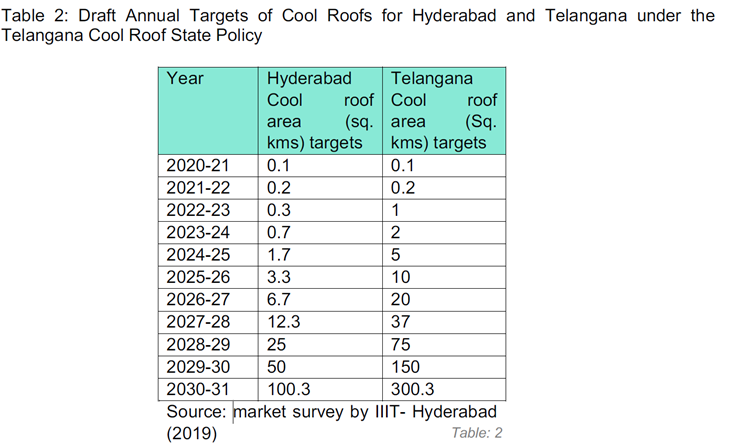 Table 2: Draft Annual Targets of Cool Roofs for Hyderabad and Telangana under the
Telangana Cool Roof State Policy
Year Hyderabad Cool roof area (sq. kms) targets Telangana Cool roof area (Sq. kms) targets
2020-21 0.1 0.1
2021-22 0.2 0.2
2022-23 0.3 1
2023-24 0.7 2
2024-25 1.7 5
2025-26 3.3 10
2026-27 6.7 20
2027-28 12.3 37
2028-29 25 75
2029-30 50 150
2030-31 100.3 300.3
Source: market survey by IIIT- Hyderabad
(2019) Table: 2